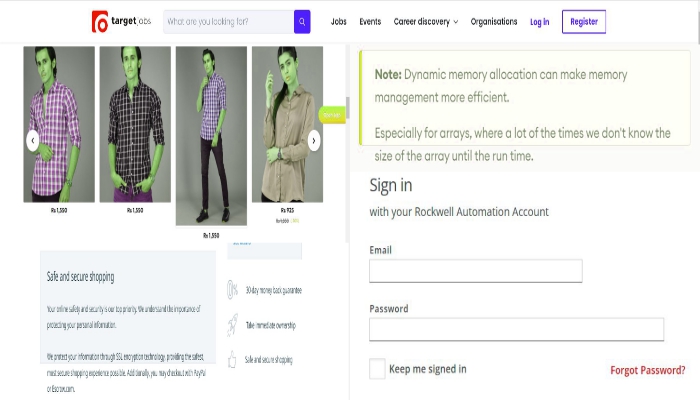 targetjobs
What are you looking for?
Jobs
Events
Career discovery
Organisations
Log in
Register
Rs 1,550
Rs 1,550
Rs 1,550
Rs 925
Note: Dynamic memory allocation can make memory
management more efficient.
Especially for arrays, where a lot of the times we don't know the
size of the array until the run time.
Safe and secure shopping
Your online safety and security is our top priority. We understand the importance of
protecting your personal information.
We protect your information through SSL encryption technology, providing the safest,
most secure shopping experience possible. Additionally, you may checkout with PayPal
or Escrow.com.
30-day money back guarantee
Take immediate ownership
Safe and secure shopping
Sign in
with your Rockwell Automation Account
Email
Password
Keep me signed in
Forgot Password?